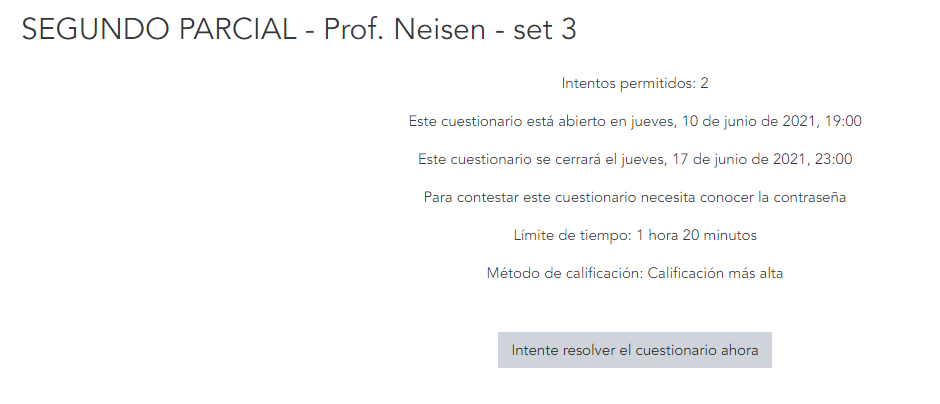 SEGUNDO PARCIAL - Prof. Neisen - set 3
Intentos permitidos: 2
Este cuestionario está abierto en jueves, 10 de junio de 2021, 19:00
Este cuestionario se cerrará el jueves, 17 de junio de 2021, 23:00
Para contestar este cuestionario necesita conocer la contraseña
Límite de tiempo: 1 hora 20 minutos
Método de calificación: Calificación más alta
Intente resolver el cuestionario ahora